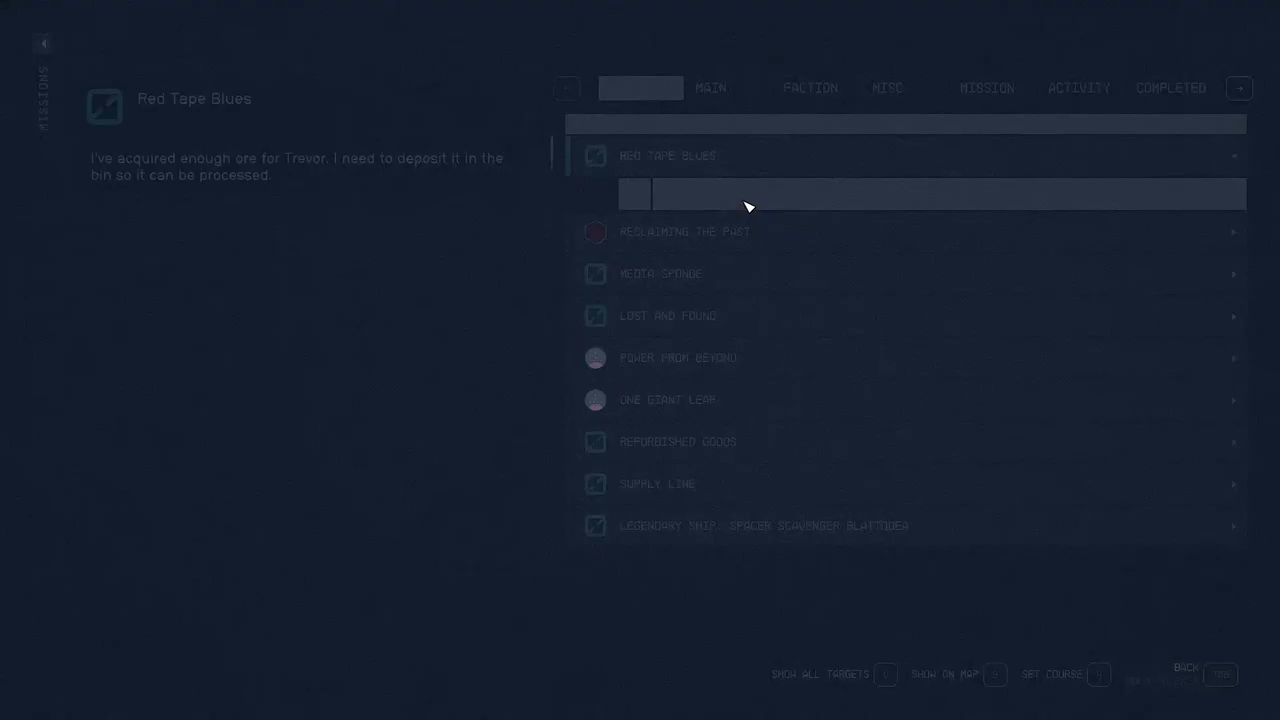 MISSIONS
Red Tape Blues
I've acquired enough ore for Trevor. I need to deposit it in the
bin so it can be processed.
MAIN FACTION MISC MISSION ACTIVITY COMPLETED
RED TAPE BLUES
RECLAIMING THE PAST
MEDIA SPONGE
LOST AND FOUND
POWER FROM BEYOND
ONE GIANT LEAP
REFURBISHED GOODS
SUPPLY LINE
LEGENDARY SHIP: SPACER SCAVENGER BLATTODEA
SHOW ALL TARGETS SHOW ON MAP SET COURSE BACK